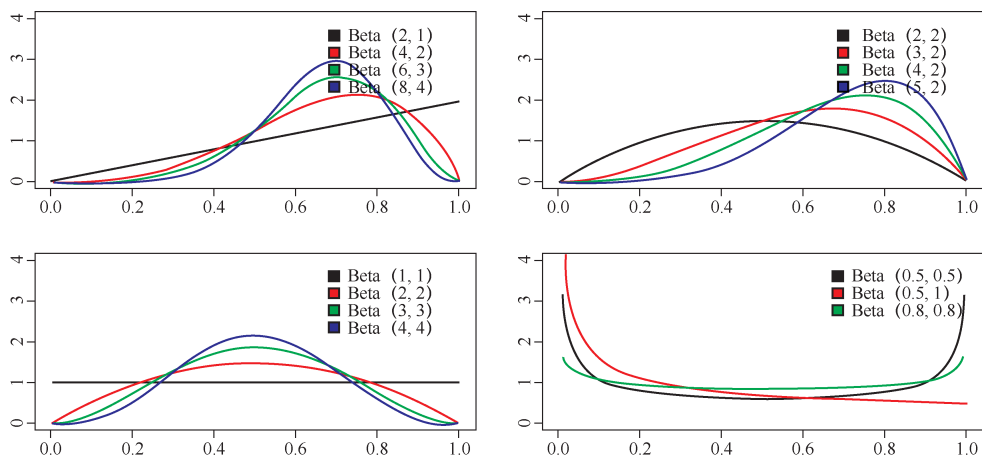 4
3
2
1
0
Beta (2, 1)
Beta (4, 2)
Beta (6, 3)
Beta (8, 4)
0.0 0.2 0.4 0.6 0.8 1.0
4
3
2
1
0
Beta (2, 2)
Beta (3, 2)
Beta (4, 2)
Beta (5, 2)
0.0 0.2 0.4 0.6 0.8 1.0
4
3
2
1
0
Beta (1, 1)
Beta (2, 2)
Beta (3, 3)
Beta (4, 4)
0.0 0.2 0.4 0.6 0.8 1.0
4
3
2
1
0
Beta (0.5, 0.5)
Beta (0.5, 1)
Beta (0.8, 0.8)
0.0 0.2 0.4 0.6 0.8 1.0